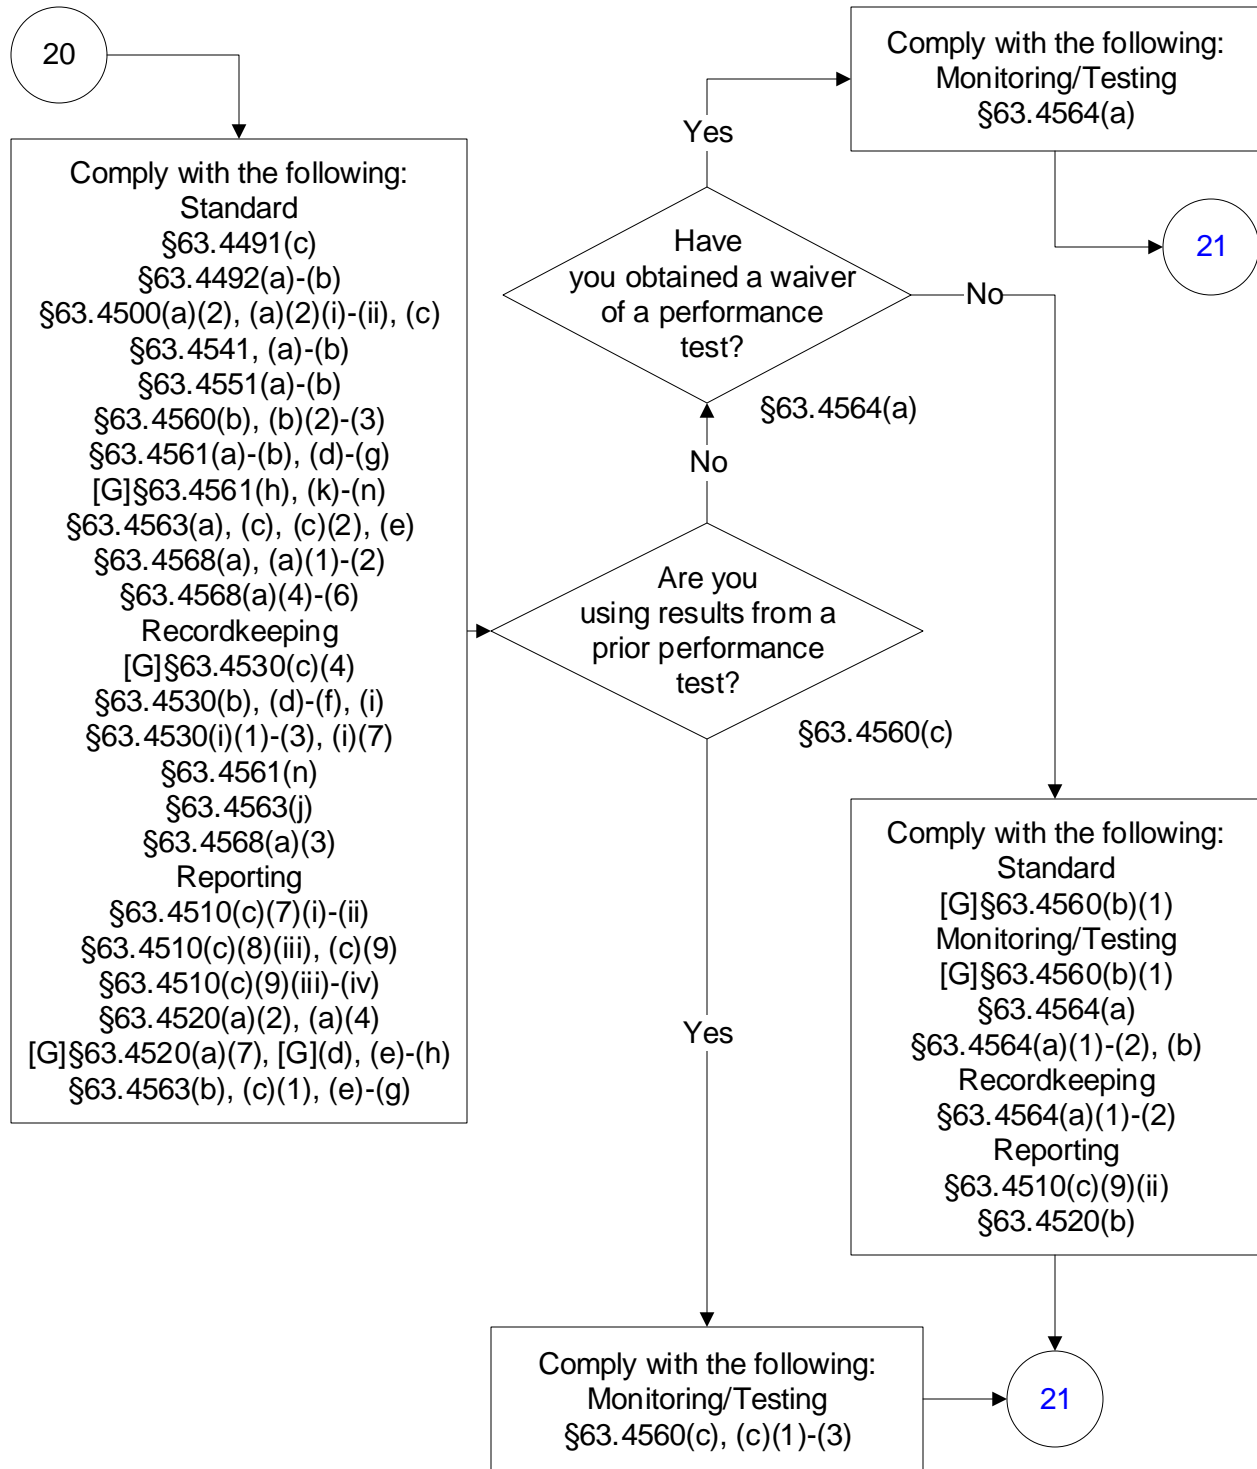 20
Comply with the following:
Standard
§63.4491(c)
§63.4492(a)-(b)
§63.4500(a)(2), (a)(2)(i)-(ii), (c)
§63.4541, (a)-(b)
§63.4551(a)-(b)
§63.4560(b), (b)(2)-(3)
§63.4561(a)-(b), (d)-(g)
[G]§63.4561(h), (k)-(n)
§63.4563(a), (c), (c)(2), (e)
§63.4568(a), (a)(1)-(2)
§63.4568(a)(4)-(6)
Recordkeeping
[G]§63.4530(c)(4)
§63.4530(b), (d)-(f), (i)
§63.4530(i)(1)-(3), (i)(7)
§63.4561(n)
§63.4563(j)
§63.4568(a)(3)
Reporting
§63.4510(c)(7)(i)-(ii)
§63.4510(c)(8)(iii), (c)(9)
§63.4510(c)(9)(iii)-(iv)
§63.4520(a)(2), (a)(4)
[G]§63.4520(a)(7), [G](d), (e)-(h)
§63.4563(b), (c)(1), (e)-(g)
Are you
using results from a
prior performance
test?
§63.4560(c)
No
Have
you obtained a waiver
of a performance
test?
§63.4564(a)
Yes
Comply with the following:
Monitoring/Testing
§63.4564(a)
21
No
Comply with the following:
Standard
[G]§63.4560(b)(1)
Monitoring/Testing
[G]§63.4560(b)(1)
§63.4564(a)
§63.4564(a)(1)-(2), (b)
Recordkeeping
§63.4564(a)(1)-(2)
Reporting
§63.4510(c)(9)(ii)
§63.4520(b)
Yes
Comply with the following:
Monitoring/Testing
§63.4560(c), (c)(1)-(3)
21